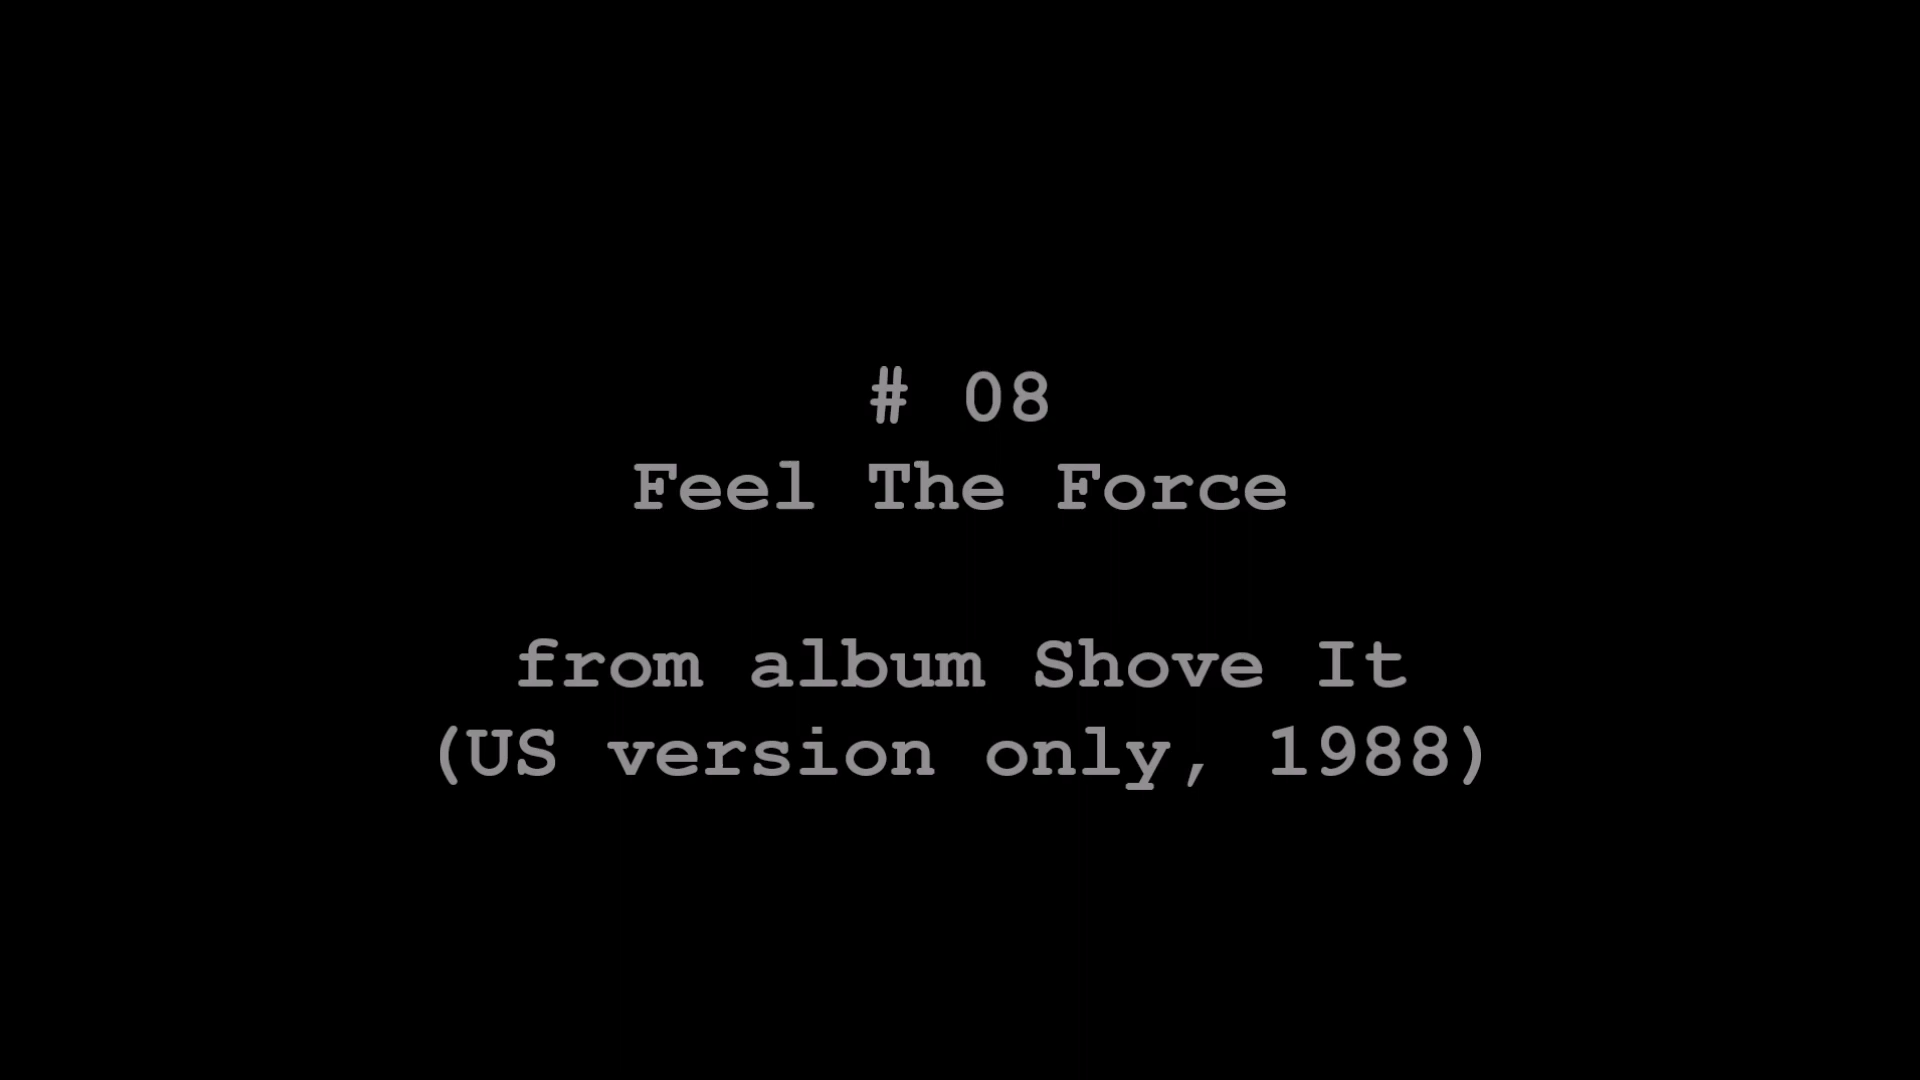 # 08
Feel The Force
from album Shove It
(US version only, 1988)